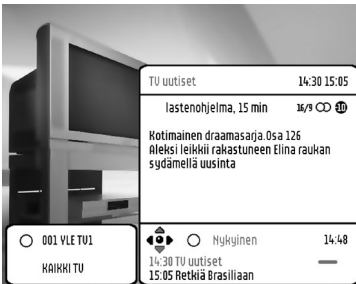 TV uutiset 14:30 15:05
lastenohjelma, 15 min 16/9 10
Kotimainen draamasarja.Osa 126
Aleksi leikkii rakastuneen Elina raukan
sydämellä uusinta
001 YLE TV1
KAIKKI TV
Nykyinen 14:48
14:30 TV uutiset
15:05 Retkiä Brasiliaan